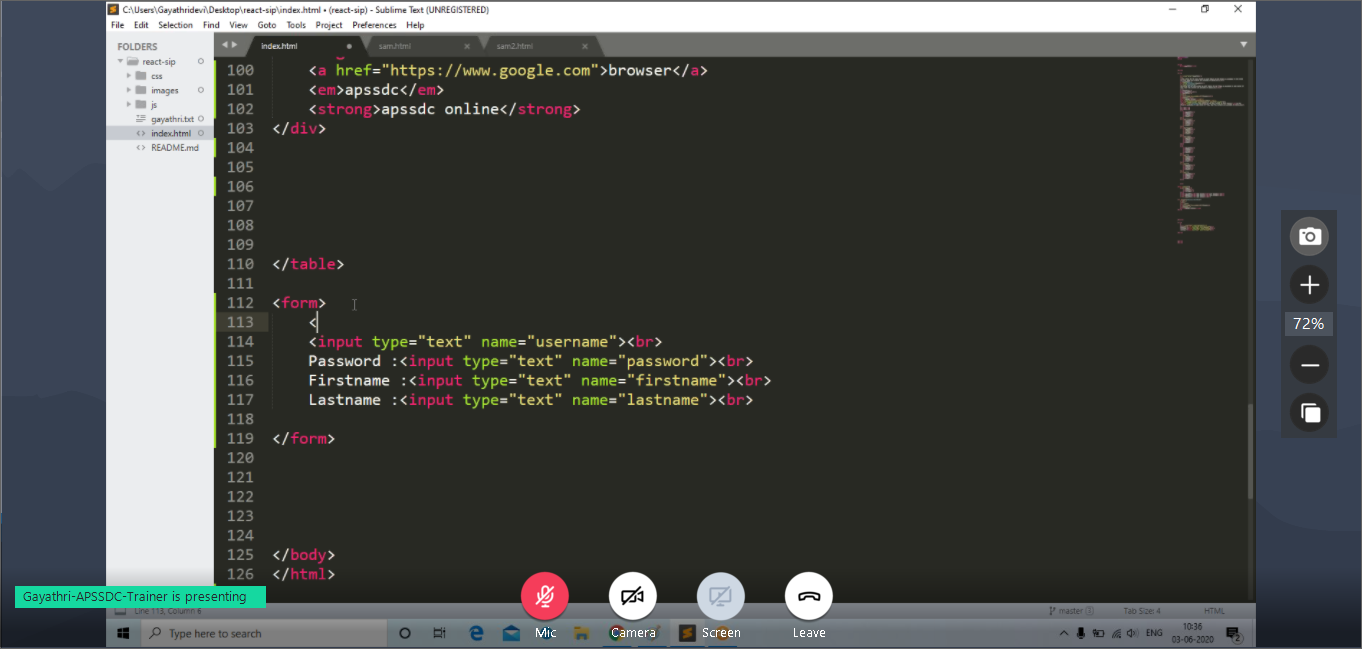 C:\Users\Gayathridevi\Desktop\react-sip\index.html • (react-sip) - Sublime Text (UNREGISTERED)
File Edit Selection Find View Goto Tools Project Preferences Help
FOLDERS
react-sip
css
images
js
gayathri.txt
index.html
README.md
index.html sam.html sam2.html
100 <a href="https://www.google.com">browser</a>
101 <em>apssdc</em>
102 <strong>apssdc online</strong>
103 </div>
104
105
106
107
108
109
110 </table>
111
112 <form>
113 <
114 <input type="text" name="username"><br>
115 Password :<input type="text" name="password"><br>
116 Firstname :<input type="text" name="firstname"><br>
117 Lastname :<input type="text" name="lastname"><br>
118
119 </form>
120
121
122
123
124
125 </body>
126 </html>
72%
Gayathri-APSSDC-Trainer is presenting
Line 113, Column 6
master
Tab Size: 4
HTML
Type here to search
Mic Camera Screen Leave
ENG
10:36
03-06-2020
2